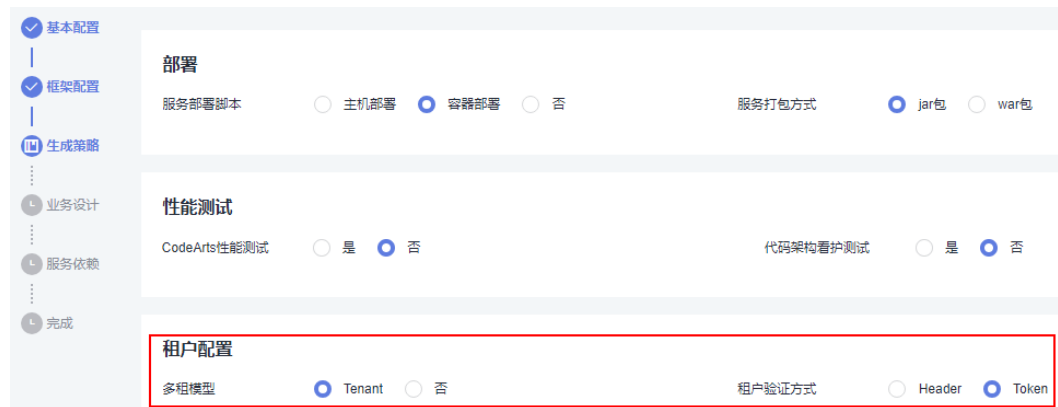 基本配置
框架配置
生成策略
业务设计
服务依赖
完成
部署
服务部署脚本 主机部署 容器部署 否 服务打包方式 jar包 war包
性能测试
CodeArts性能测试 是 否 代码架构看护测试 是 否
租户配置
多租模型 Tenant 否 租户验证方式 Header Token